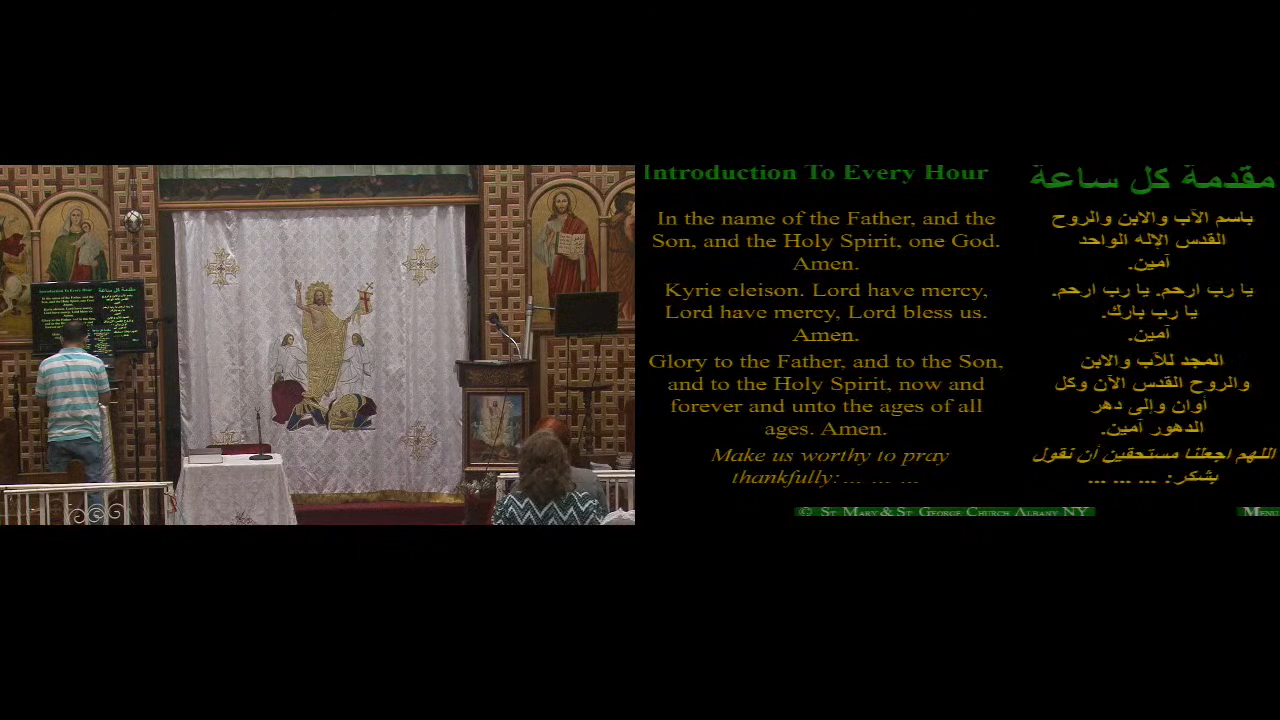 Introduction To Every Hour
In the name of the Father, and the
Son, and the Holy Spirit, one God.
Amen.
Kyrie eleison. Lord have mercy,
Lord have mercy, Lord bless us.
Amen.
Glory to the Father, and to the Son,
and to the Holy Spirit, now and
forever and unto the ages of all
ages. Amen.
Make us worthy to pray
thankfully:... ... ...
مقدمة كل ساعة
باسم الآب والابن والروح
القدس الإله الواحد
آمين.
يا رب ارحم. يا رب ارحم.
يا رب بارك.
آمين.
المجد للآب والابن
والروح القدس الآن وكل
أوان وإلى دهر
الدهور آمين.
اللهم اجعلنا مستحقين أن نقول
بشكر: ... ... ...
© St. Mary & St. George Church Albany NY
Menu